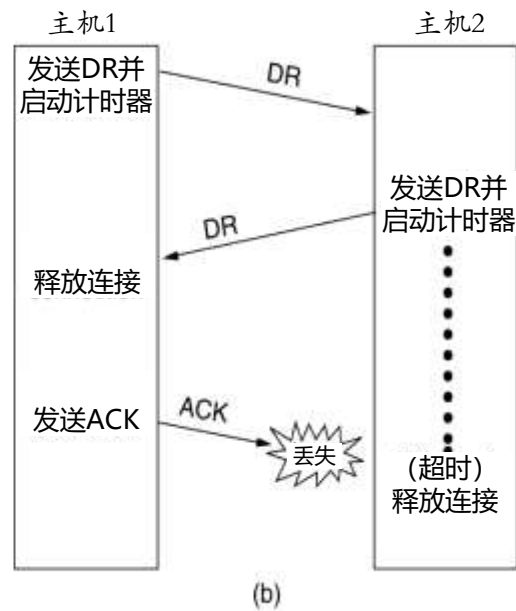 主机1
主机2
发送DR并
启动计时器
DR
发送DR并
启动计时器
DR
释放连接
发送ACK
ACK
丢失
(超时)
释放连接
(b)